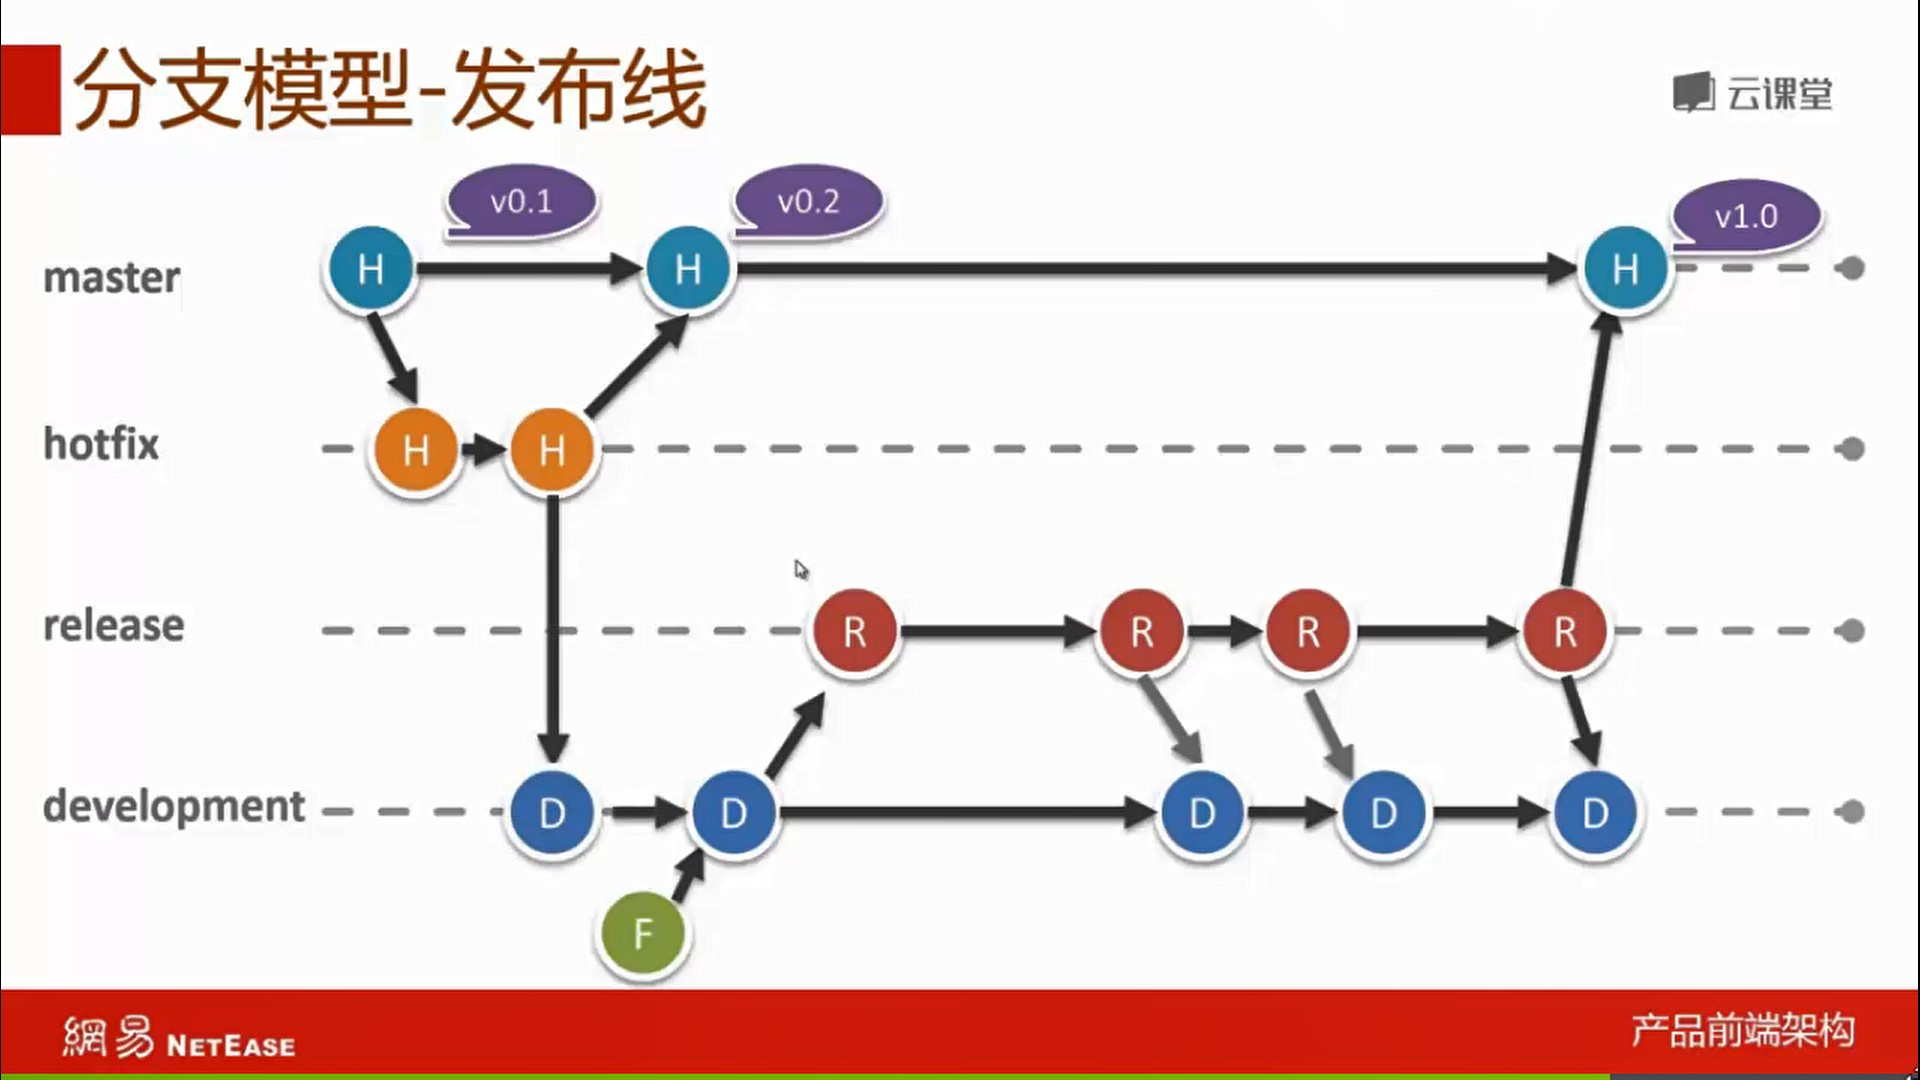 分支模型-发布线
云课堂
v0.1
v0.2
v1.0
master
H
H
H
hotfix
H
H
release
R
R
R
R
development
D
D
D
D
D
F
網易 NETEASE
产品前端架构